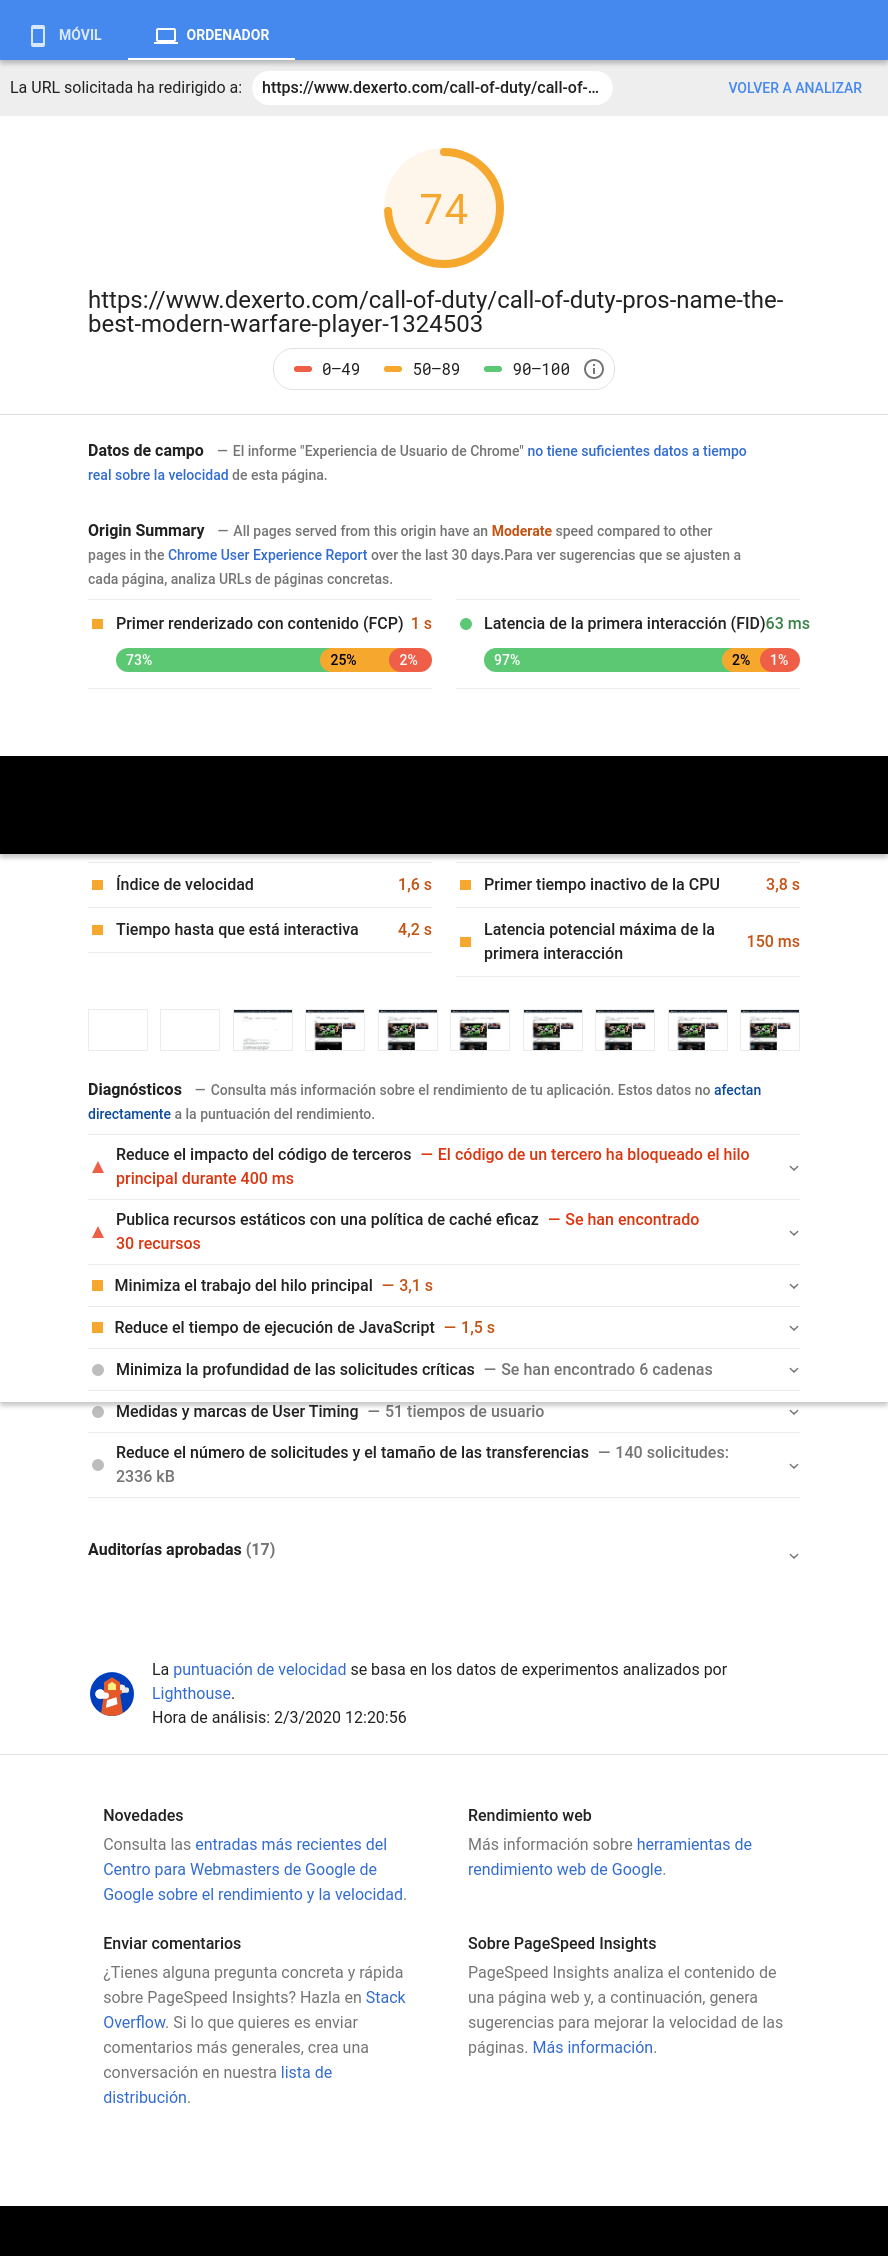 MÓVIL
ORDENADOR
La URL solicitada ha redirigido a: https://www.dexerto.com/call-of-duty/call-of-... VOLVER A ANALIZAR
74
https://www.dexerto.com/call-of-duty/call-of-duty-pros-name-the-
best-modern-warfare-player-1324503
0–49 50–89 90–100
Datos de campo — El informe "Experiencia de Usuario de Chrome" no tiene suficientes datos a tiempo
real sobre la velocidad de esta página.
Origin Summary — All pages served from this origin have an Moderate speed compared to other
pages in the Chrome User Experience Report over the last 30 days.Para ver sugerencias que se ajusten a
cada página, analiza URLs de páginas concretas.
Primer renderizado con contenido (FCP) 1 s
73% 25% 2%
Latencia de la primera interacción (FID)63 ms
97% 2% 1%
Índice de velocidad 1,6 s
Primer tiempo inactivo de la CPU 3,8 s
Tiempo hasta que está interactiva 4,2 s
Latencia potencial máxima de la
primera interacción
150 ms
Diagnósticos — Consulta más información sobre el rendimiento de tu aplicación. Estos datos no afectan
directamente a la puntuación del rendimiento.
Reduce el impacto del código de terceros — El código de un tercero ha bloqueado el hilo
principal durante 400 ms
Publica recursos estáticos con una política de caché eficaz — Se han encontrado
30 recursos
Minimiza el trabajo del hilo principal — 3,1 s
Reduce el tiempo de ejecución de JavaScript — 1,5 s
Minimiza la profundidad de las solicitudes críticas — Se han encontrado 6 cadenas
Medidas y marcas de User Timing — 51 tiempos de usuario
Reduce el número de solicitudes y el tamaño de las transferencias — 140 solicitudes:
2336 kB
Auditorías aprobadas (17)
La puntuación de velocidad se basa en los datos de experimentos analizados por
Lighthouse.
Hora de análisis: 2/3/2020 12:20:56
Novedades
Consulta las entradas más recientes del
Centro para Webmasters de Google de
Google sobre el rendimiento y la velocidad.
Rendimiento web
Más información sobre herramientas de
rendimiento web de Google.
Enviar comentarios
¿Tienes alguna pregunta concreta y rápida
sobre PageSpeed Insights? Hazla en Stack
Overflow. Si lo que quieres es enviar
comentarios más generales, crea una
conversación en nuestra lista de
distribución.
Sobre PageSpeed Insights
PageSpeed Insights analiza el contenido de
una página web y, a continuación, genera
sugerencias para mejorar la velocidad de las
páginas. Más información.